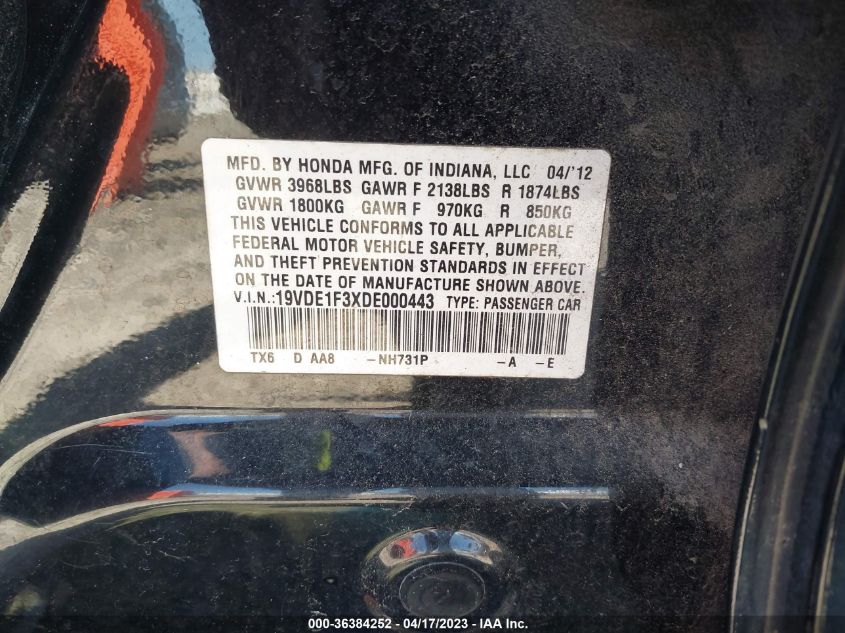 MFD. BY HONDA MFG. OF INDIANA, LLC 04/'12
GVWR 3968LBS GAWR F 2138LBS R 1874LBS
GVWR 1800KG GAWR F 970KG R 850KG
THIS VEHICLE CONFORMS TO ALL APPLICABLE
FEDERAL MOTOR VEHICLE SAFETY, BUMPER,
AND THEFT PREVENTION STANDARDS IN EFFECT
ON THE DATE OF MANUFACTURE SHOWN ABOVE.
V.I.N.:19VDE1F3XDE000443 TYPE: PASSENGER CAR
TX6 D AA8 -NH731P -A -E
000-36384252 - 04/17/2023 - IAA Inc.